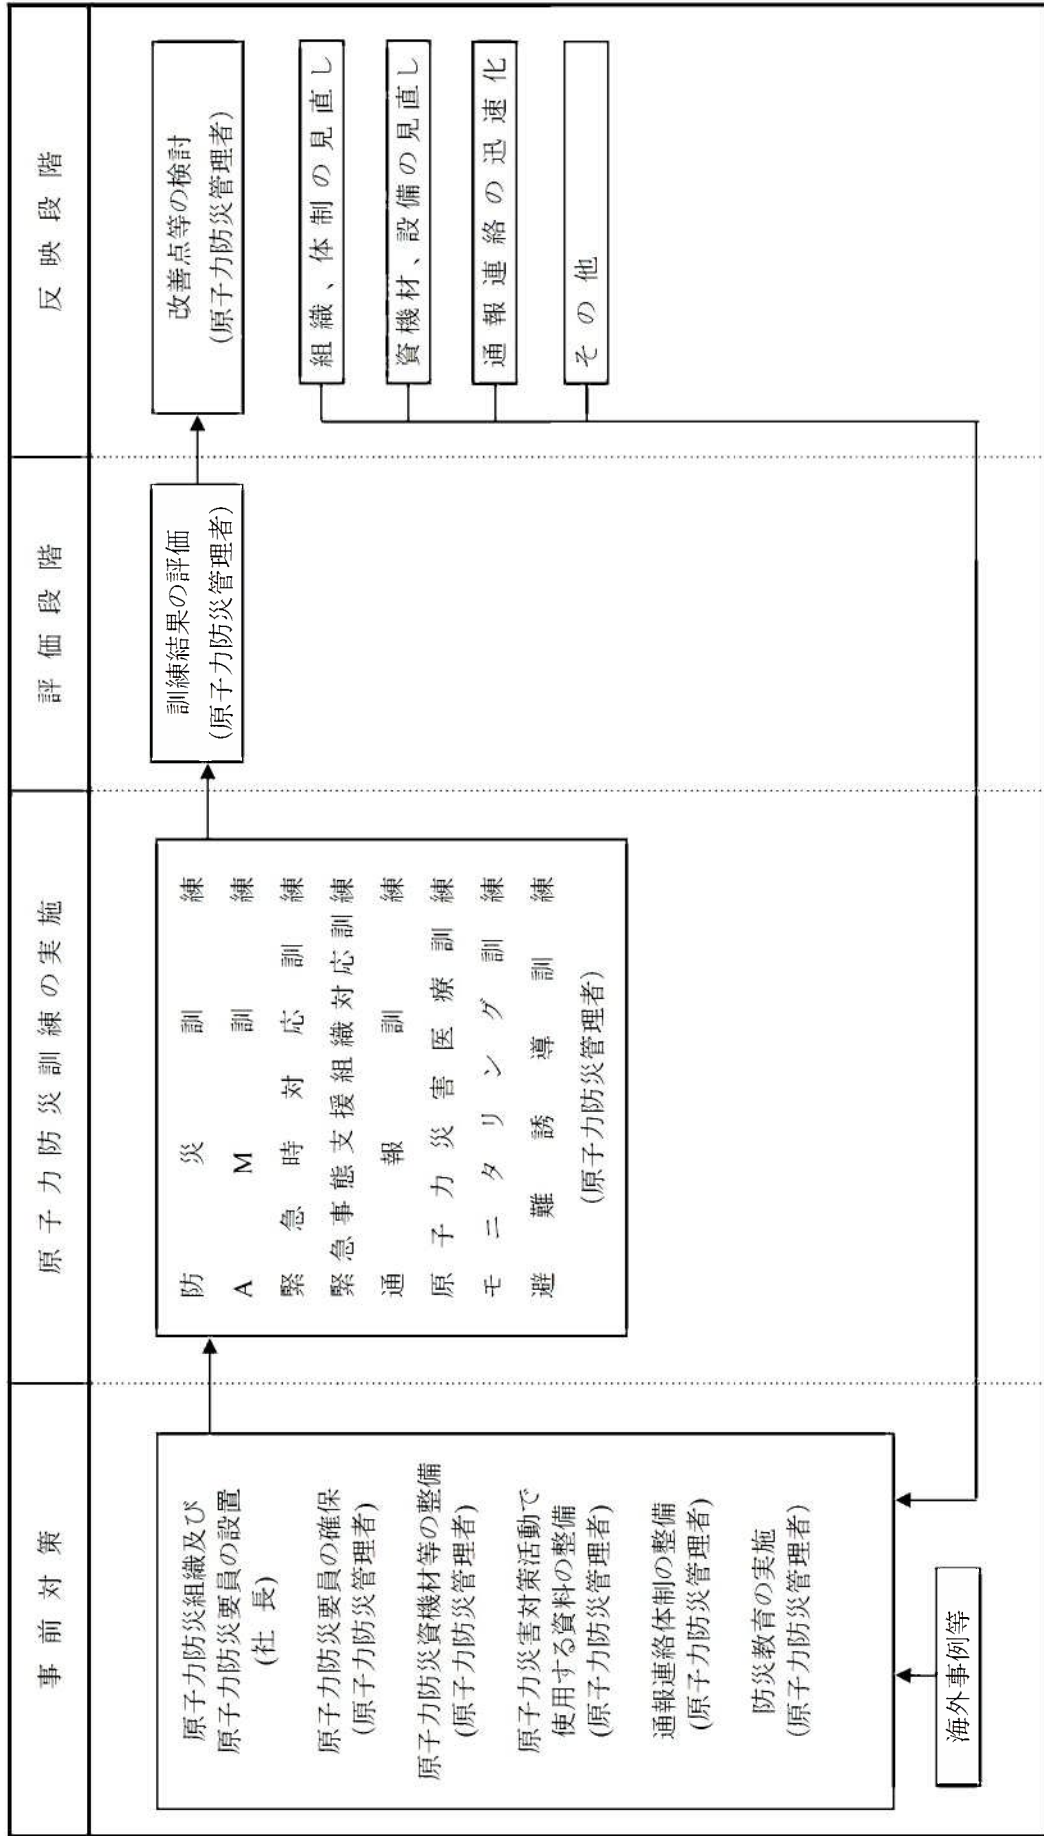 事前対策
原子力防災訓練の実施
評価段階
反映段階
原子力防災組織及び
原子力防災要員の設置
(社 長)
原子力防災要員の確保
(原子力防災管理者)
原子力防災資機材等の整備
(原子力防災管理者)
原子力災害対策活動で
使用する資料の整備
(原子力防災管理者)
通報連絡体制の整備
(原子力防災管理者)
防災教育の実施
(原子力防災管理者)
海外事例等
防災訓練
AM訓練
緊急時対応訓練
緊急事態支援組織対応訓練
通報訓練
原子力災害医療訓練
モニタリング訓練
避難誘導訓練
(原子力防災管理者)
訓練結果の評価
(原子力防災管理者)
改善点等の検討
(原子力防災管理者)
組織、体制の見直し
資機材、設備の見直し
通報連絡の迅速化
その他